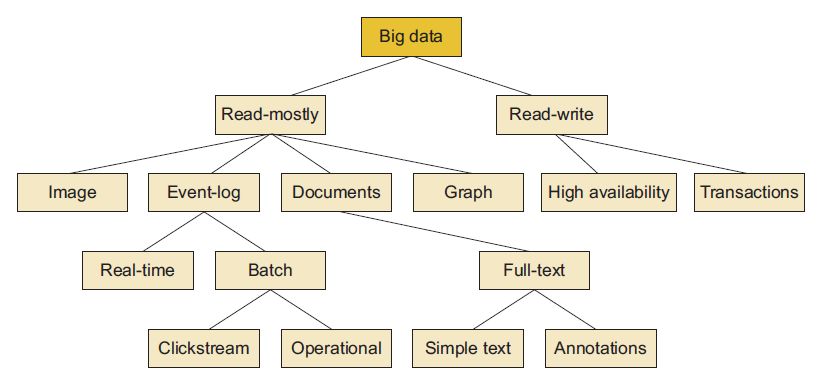 Big data
Read-mostly
Read-write
Image
Event-log
Documents
Graph
High availability
Transactions
Real-time
Batch
Full-text
Clickstream
Operational
Simple text
Annotations